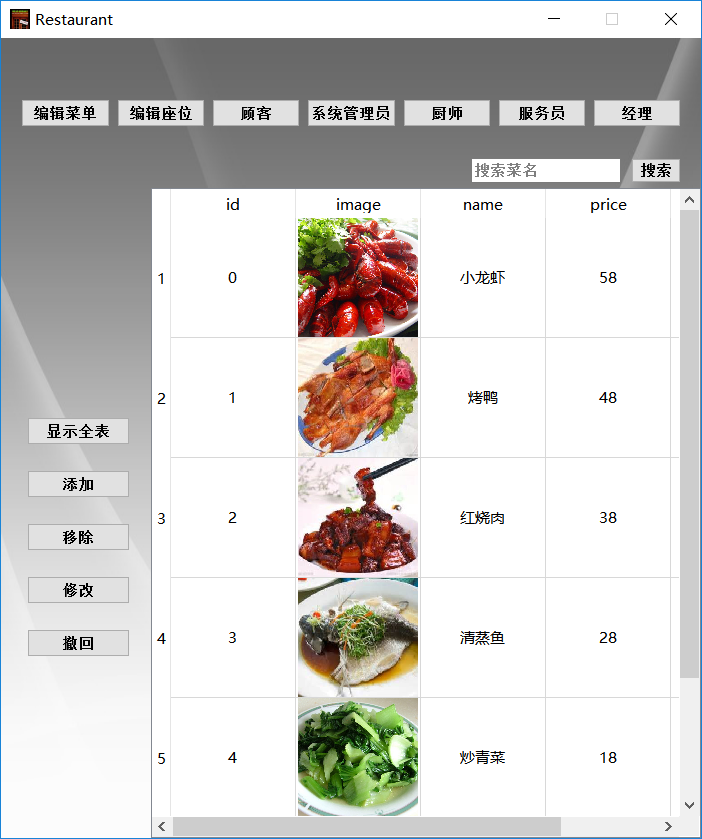 Restaurant
编辑菜单 编辑座位 顾客 系统管理员 厨师 服务员 经理
搜索菜名 搜索
id image name price
1 0 小龙虾 58
2 1 烤鸭 48
显示全表
添加
3 2 红烧肉 38
移除
修改
4 3 清蒸鱼 28
撤回
5 4 炒青菜 18